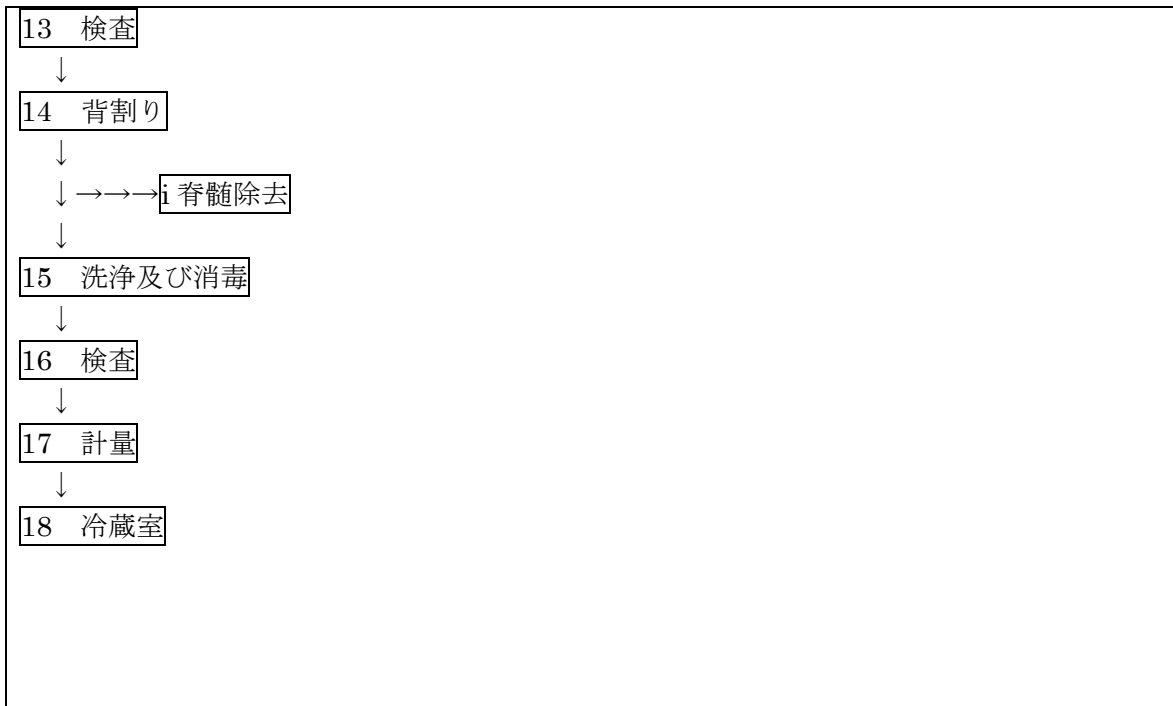 13　検査
↓
14　背割り
↓
↓→→→i 脊髄除去
↓
15　洗浄及び消毒
↓
16　検査
↓
17　計量
↓
18　冷蔵室